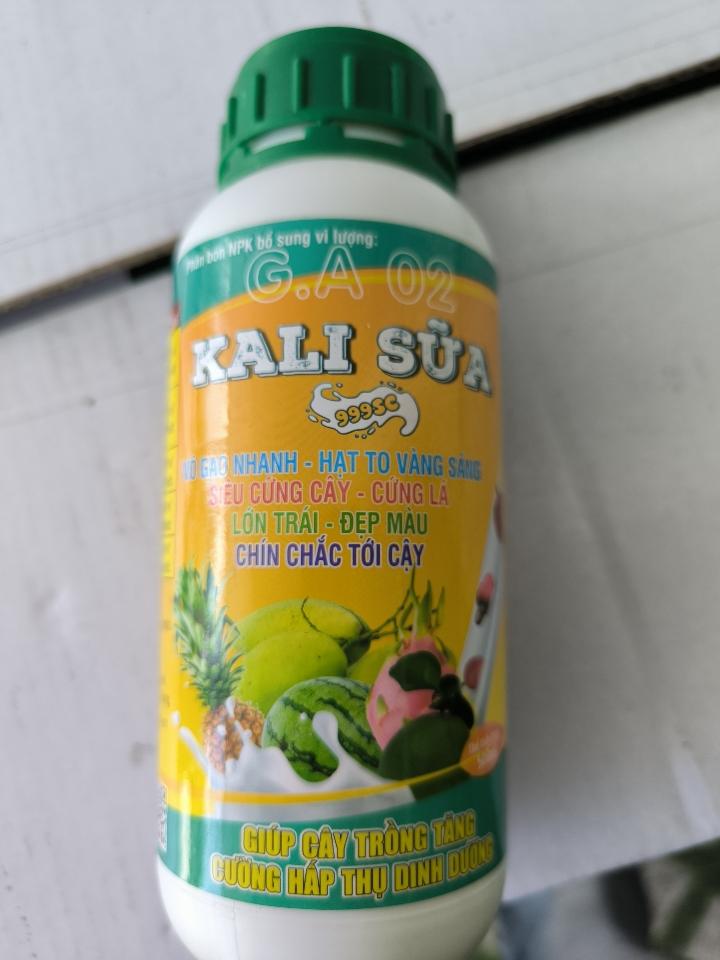 Phân bón NPK bổ sung vi lượng:
G.A 02
KALI SỮA
999SC
VÔ GẠO NHANH - HẠT TO VÀNG SÁNG
SIÊU CỨNG CÂY - CỨNG LÁ
LỚN TRÁI - ĐẸP MÀU
CHÍN CHẮC TỚI CẬY
GIÚP CÂY TRỒNG TĂNG
CƯỜNG HẤP THỤ DINH DƯỠNG